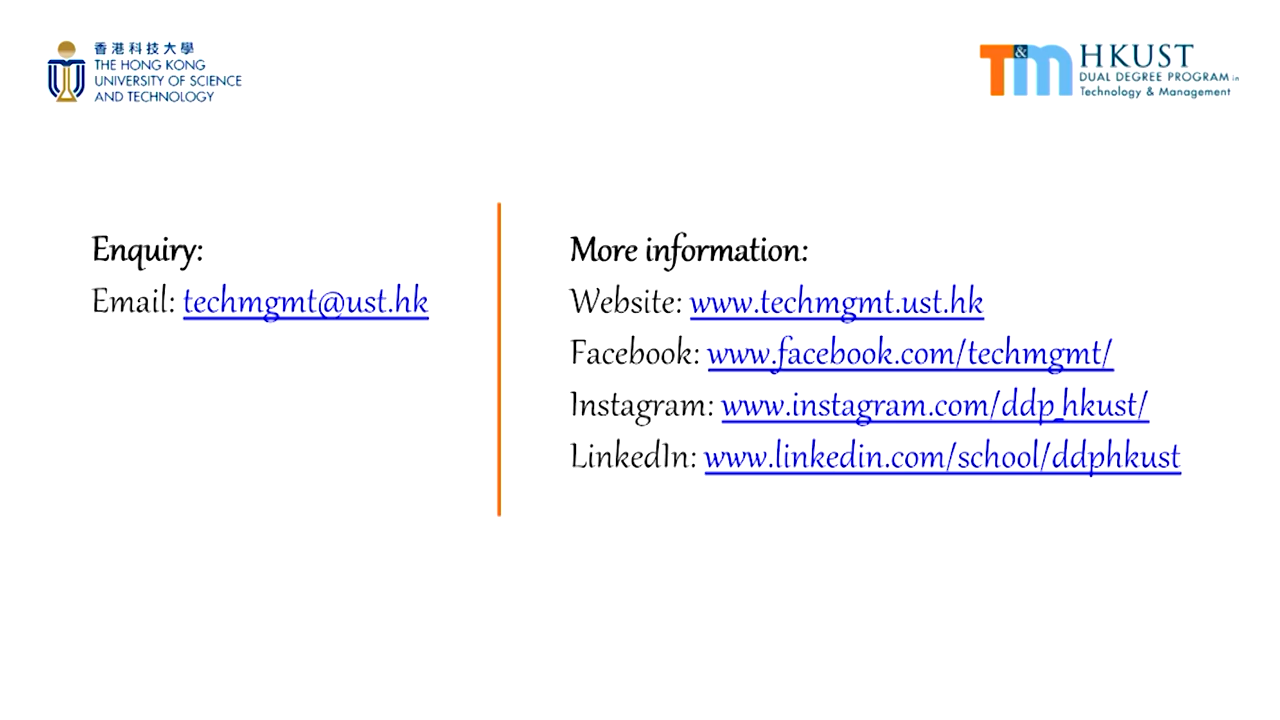 香港科技大學
THE HONG KONG
UNIVERSITY OF SCIENCE
AND TECHNOLOGY
T&M HKUST
DUAL DEGREE PROGRAM in
Technology & Management
Enquiry:
Email: techmgmt@ust.hk
More information:
Website: www.techmgmt.ust.hk
Facebook: www.facebook.com/techmgmt/
Instagram: www.instagram.com/ddp_hkust/
LinkedIn: www.linkedin.com/school/ddphkust